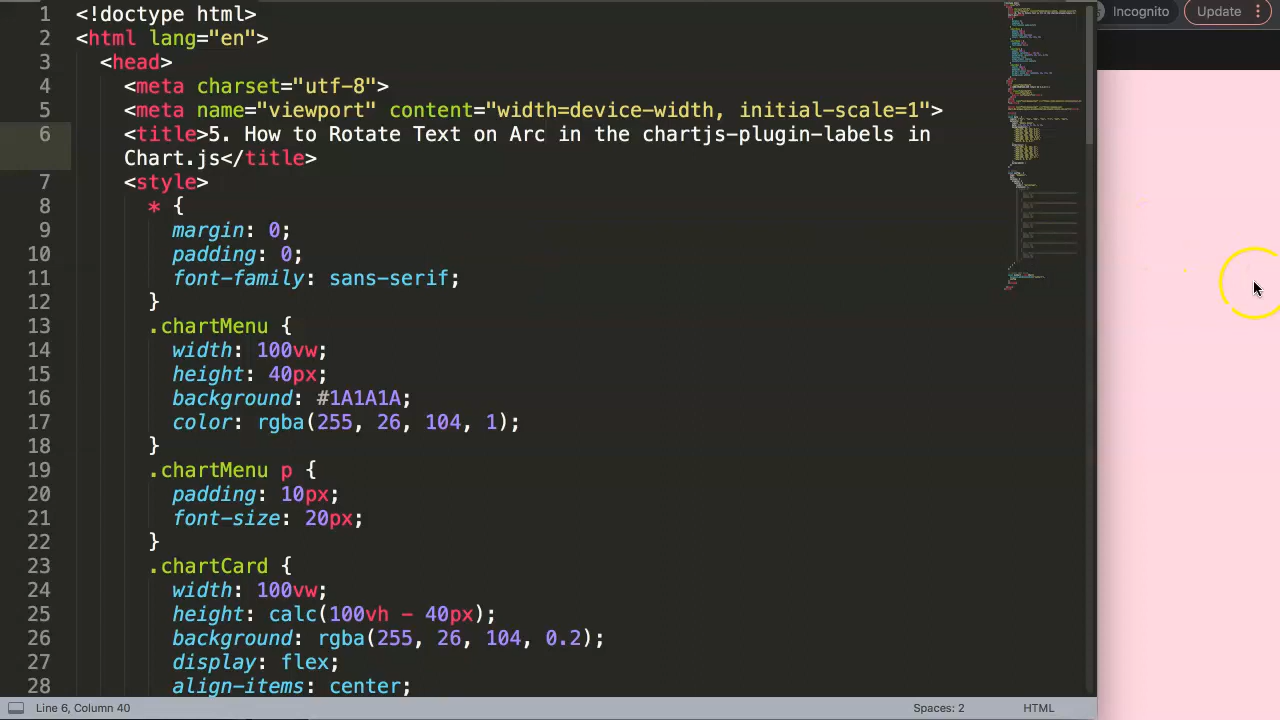 1 <!doctype html>
2 <html lang="en">
3 <head>
4 <meta charset="utf-8">
5 <meta name="viewport" content="width=device-width, initial-scale=1">
6 <title>5. How to Rotate Text on Arc in the chartjs-plugin-labels in
Chart.js</title>
7 <style>
8 * {
9 margin: 0;
10 padding: 0;
11 font-family: sans-serif;
12 }
13 .chartMenu {
14 width: 100vw;
15 height: 40px;
16 background: #1A1A1A;
17 color: rgba(255, 26, 104, 1);
18 }
19 .chartMenu p {
20 padding: 10px;
21 font-size: 20px;
22 }
23 .chartCard {
24 width: 100vw;
25 height: calc(100vh - 40px);
26 background: rgba(255, 26, 104, 0.2);
27 display: flex;
28 align-items: center;
Line 6, Column 40
Spaces: 2
HTML
Incognito
Update